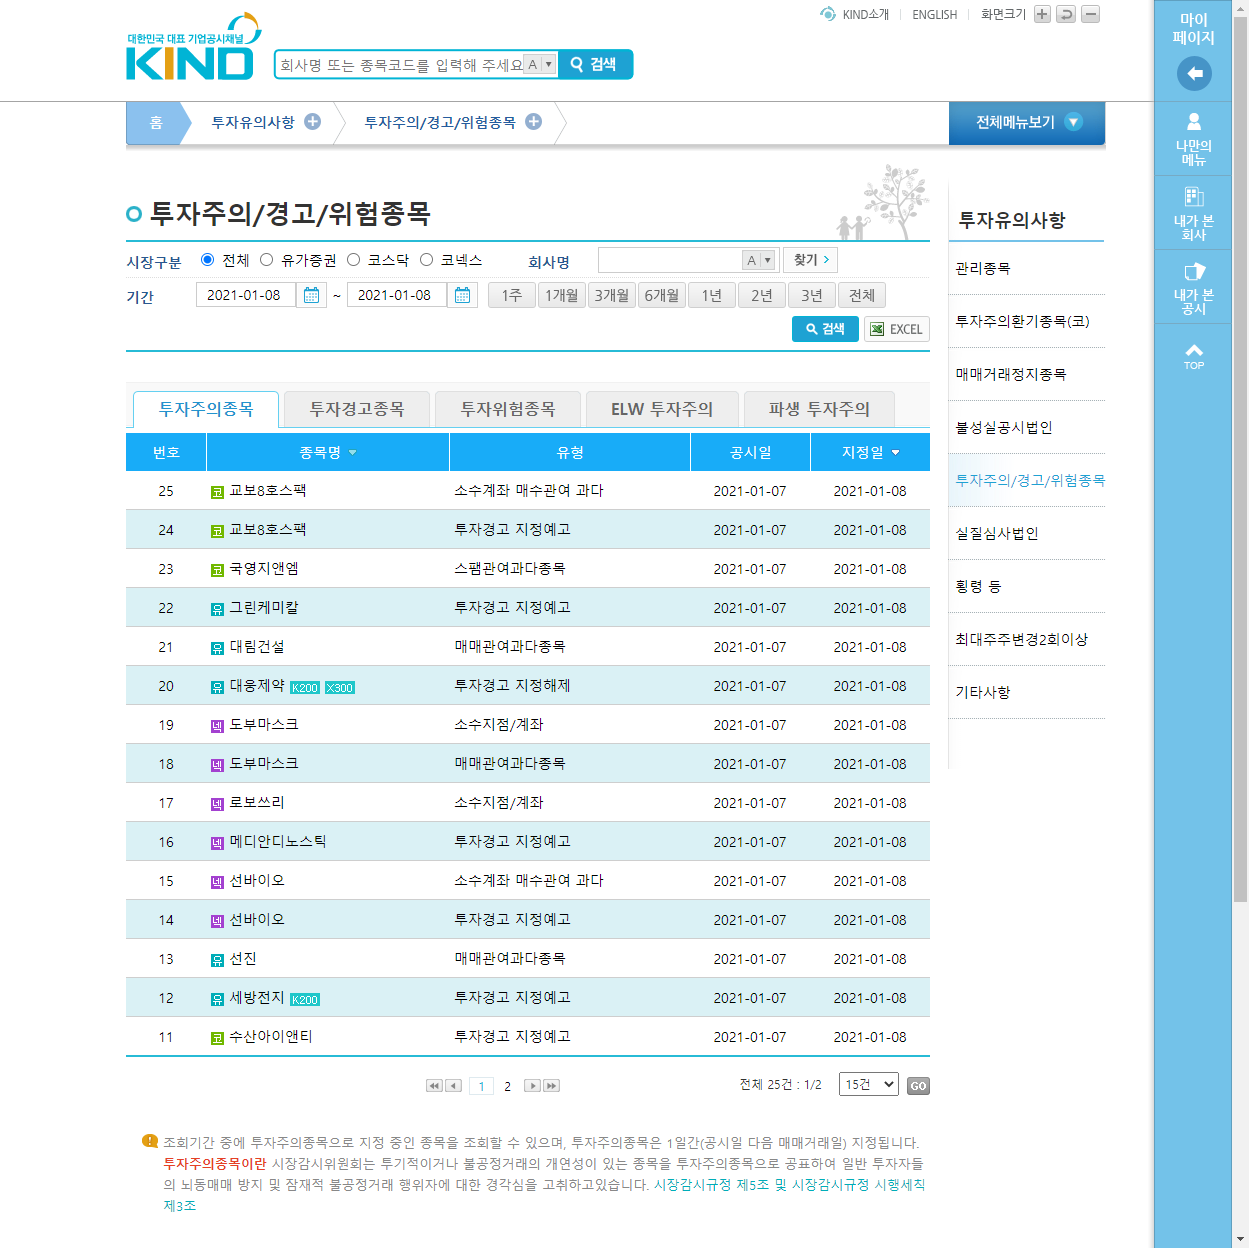 KIND소개 ENGLISH 화면크기
대한민국 대표 기업공시채널
KIND
회사명 또는 종목코드를 입력해 주세요 A 검색
홈 투자유의사항 투자주의/경고/위험종목 전체메뉴보기
마이
페이지
나만의
메뉴
내가 본
회사
내가 본
공시
TOP
투자주의/경고/위험종목
시장구분 전체 유가증권 코스닥 코넥스 회사명 A 찾기
기간 2021-01-08 ~ 2021-01-08 1주 1개월 3개월 6개월 1년 2년 3년 전체
검색 EXCEL
투자주의종목 투자경고종목 투자위험종목 ELW 투자주의 파생 투자주의
번호 종목명 유형 공시일 지정일
25 코 교보8호스팩 소수계좌 매수관여 과다 2021-01-07 2021-01-08
24 코 교보8호스팩 투자경고 지정예고 2021-01-07 2021-01-08
23 코 국영지앤엠 스팸관여과다종목 2021-01-07 2021-01-08
22 유 그린케미칼 투자경고 지정예고 2021-01-07 2021-01-08
21 유 대림건설 매매관여과다종목 2021-01-07 2021-01-08
20 유 대웅제약 K200 X300 투자경고 지정해제 2021-01-07 2021-01-08
19 넥 도부마스크 소수지점/계좌 2021-01-07 2021-01-08
18 넥 도부마스크 매매관여과다종목 2021-01-07 2021-01-08
17 넥 로보쓰리 소수지점/계좌 2021-01-07 2021-01-08
16 넥 메디안디노스틱 투자경고 지정예고 2021-01-07 2021-01-08
15 넥 선바이오 소수계좌 매수관여 과다 2021-01-07 2021-01-08
14 넥 선바이오 투자경고 지정예고 2021-01-07 2021-01-08
13 유 선진 매매관여과다종목 2021-01-07 2021-01-08
12 유 세방전지 K200 투자경고 지정예고 2021-01-07 2021-01-08
11 코 수산아이앤티 투자경고 지정예고 2021-01-07 2021-01-08
1 2 전체 25건 : 1/2 15건 GO
조회기간 중에 투자주의종목으로 지정 중인 종목을 조회할 수 있으며, 투자주의종목은 1일간(공시일 다음 매매거래일) 지정됩니다.
투자주의종목이란 시장감시위원회는 투기적이거나 불공정거래의 개연성이 있는 종목을 투자주의종목으로 공표하여 일반 투자자들
의 뇌동매매 방지 및 잠재적 불공정거래 행위자에 대한 경각심을 고취하고있습니다. 시장감시규정 제5조 및 시장감시규정 시행세칙
제3조
투자유의사항
관리종목
투자주의환기종목(코)
매매거래정지종목
불성실공시법인
투자주의/경고/위험종목
실질심사법인
횡령 등
최대주주변경2회이상
기타사항